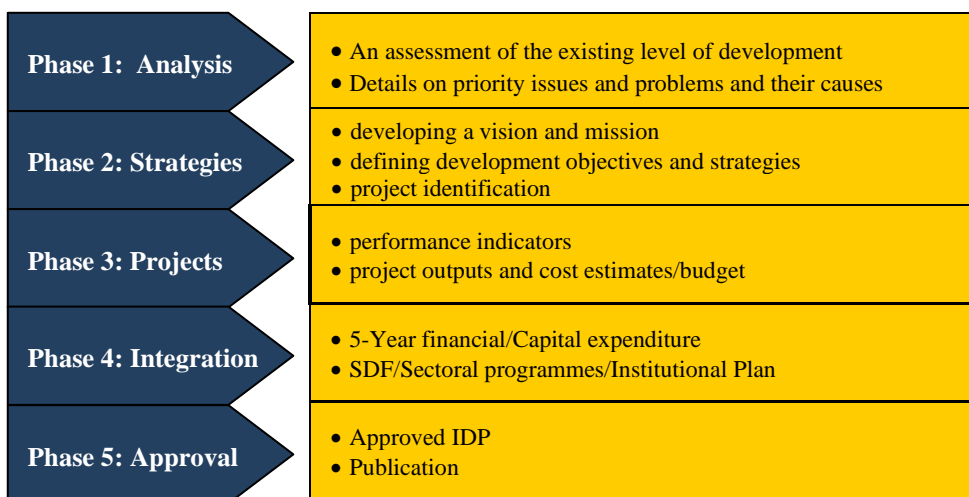 Phase 1: Analysis
• An assessment of the existing level of development
• Details on priority issues and problems and their causes
Phase 2: Strategies
• developing a vision and mission
• defining development objectives and strategies
• project identification
Phase 3: Projects
• performance indicators
• project outputs and cost estimates/budget
Phase 4: Integration
• 5-Year financial/Capital expenditure
• SDF/Sectoral programmes/Institutional Plan
Phase 5: Approval
• Approved IDP
• Publication